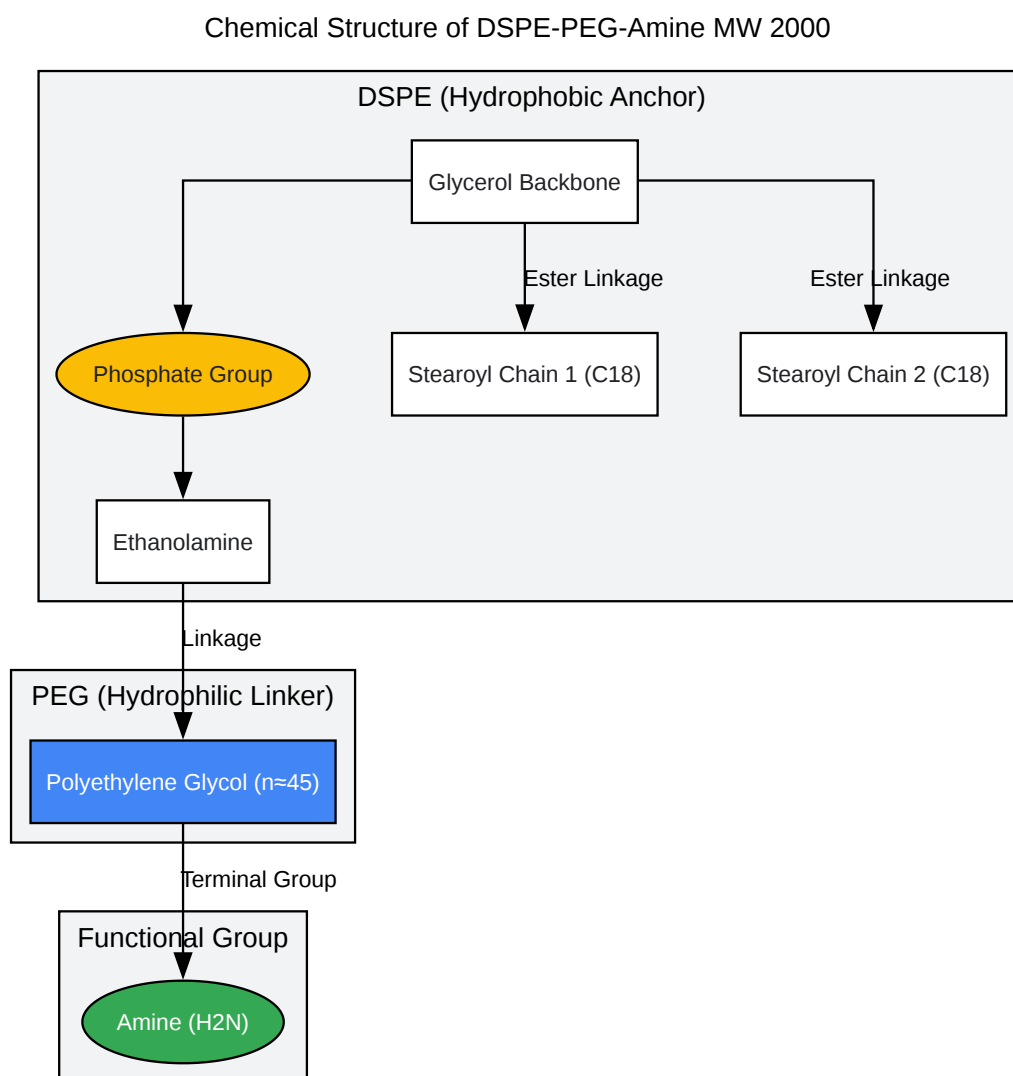 Chemical Structure of DSPE-PEG-Amine MW 2000
DSPE (Hydrophobic Anchor)
Glycerol Backbone
Ester Linkage
Ester Linkage
Phosphate Group
Stearoyl Chain 1 (C18)
Stearoyl Chain 2 (C18)
Ethanolamine
Linkage
PEG (Hydrophilic Linker)
Polyethylene Glycol (n≈45)
Terminal Group
Functional Group
Amine (H2N)